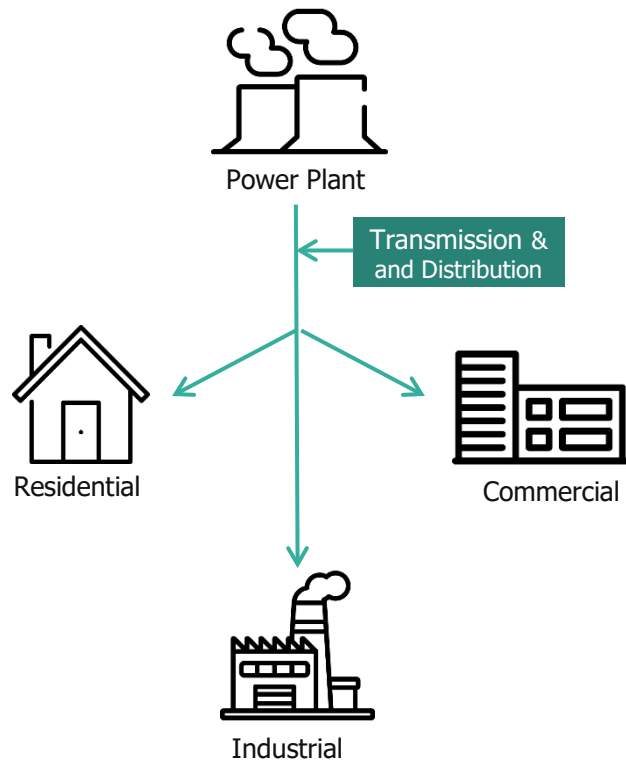 Power Plant
Transmission &
and Distribution
Residential
Commercial
Industrial